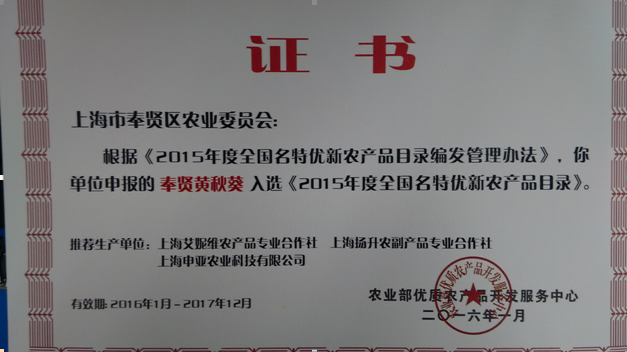 证 书
上海市奉贤区农业委员会:
根据《2015年度全国名特优新农产品目录编发管理办法》,你
单位申报的 奉贤黄秋葵 入选《2015年度全国名特优新农产品目录》。
推荐生产单位: 上海艾妮维农产品专业合作社 上海扬升农副产品专业合作社
上海申亚农业科技有限公司
有效期: 2016年1月-2017年12月
农业部优质农产品开发服务中心
二〇一六年一月